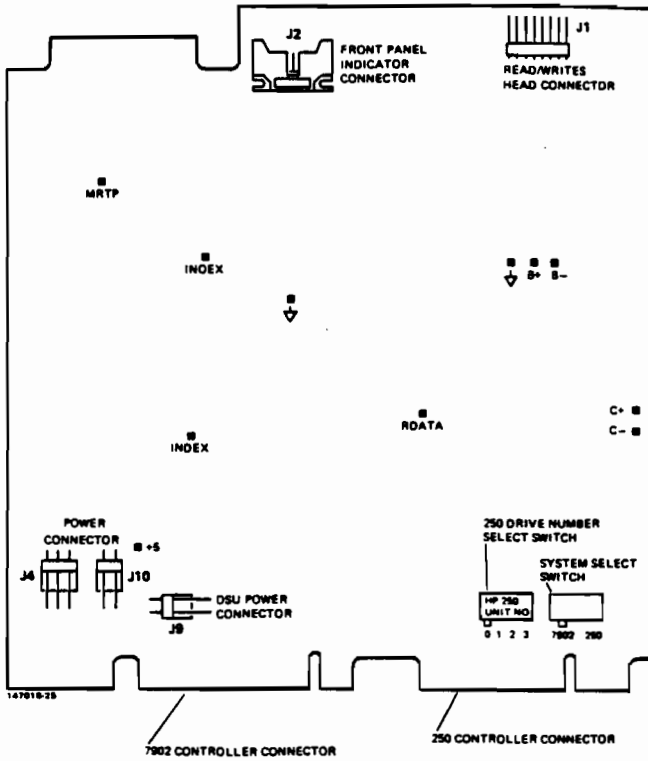 J2
FRONT PANEL
INDICATOR
CONNECTOR
J1
READ/WRITES
HEAD CONNECTOR
MRTP
INDEX
B+ B-
RDATA
C+
C-
INDEX
POWER
CONNECTOR
+5
J4
J10
DSU POWER
CONNECTOR
J9
250 DRIVE NUMBER
SELECT SWITCH
SYSTEM SELECT
SWITCH
HP 250
UNIT NO
0 1 2 3
7902 250
147618-25
7902 CONTROLLER CONNECTOR
250 CONTROLLER CONNECTOR